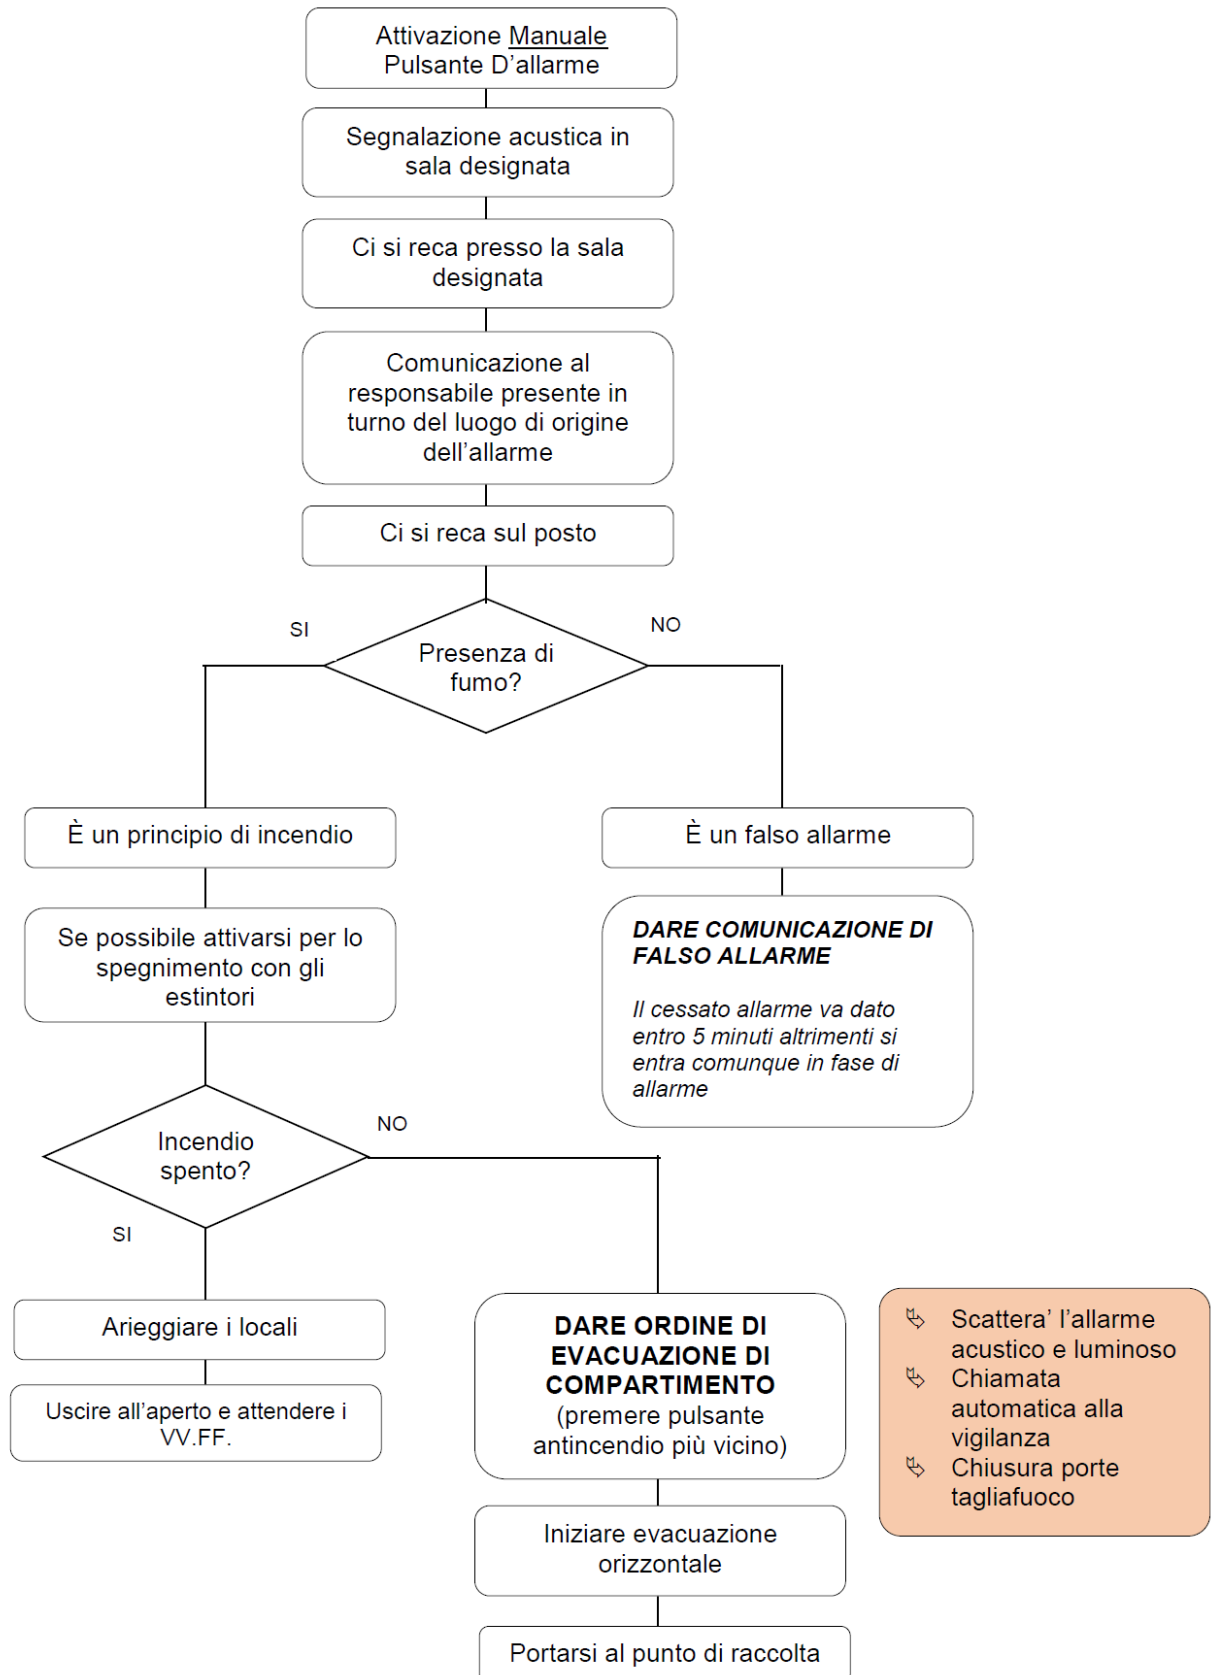 Attivazione Manuale
Pulsante D'allarme
Segnalazione acustica in
sala designata
Ci si reca presso la sala
designata
Comunicazione al
responsabile presente in
turno del luogo di origine
dell'allarme
Ci si reca sul posto
SI
NO
Presenza di
fumo?
È un principio di incendio
È un falso allarme
Se possibile attivarsi per lo
spegnimento con gli
estintori
DARE COMUNICAZIONE DI
FALSO ALLARME
Il cessato allarme va dato
entro 5 minuti altrimenti si
entra comunque in fase di
allarme
Incendio
spento?
NO
SI
Arieggiare i locali
Uscire all'aperto e attendere i
VV.FF.
DARE ORDINE DI
EVACUAZIONE DI
COMPARTIMENTO
(premere pulsante
antincendio più vicino)
Scattera' l'allarme
acustico e luminoso
Chiamata
automatica alla
vigilanza
Chiusura porte
tagliafuoco
Iniziare evacuazione
orizzontale
Portarsi al punto di raccolta